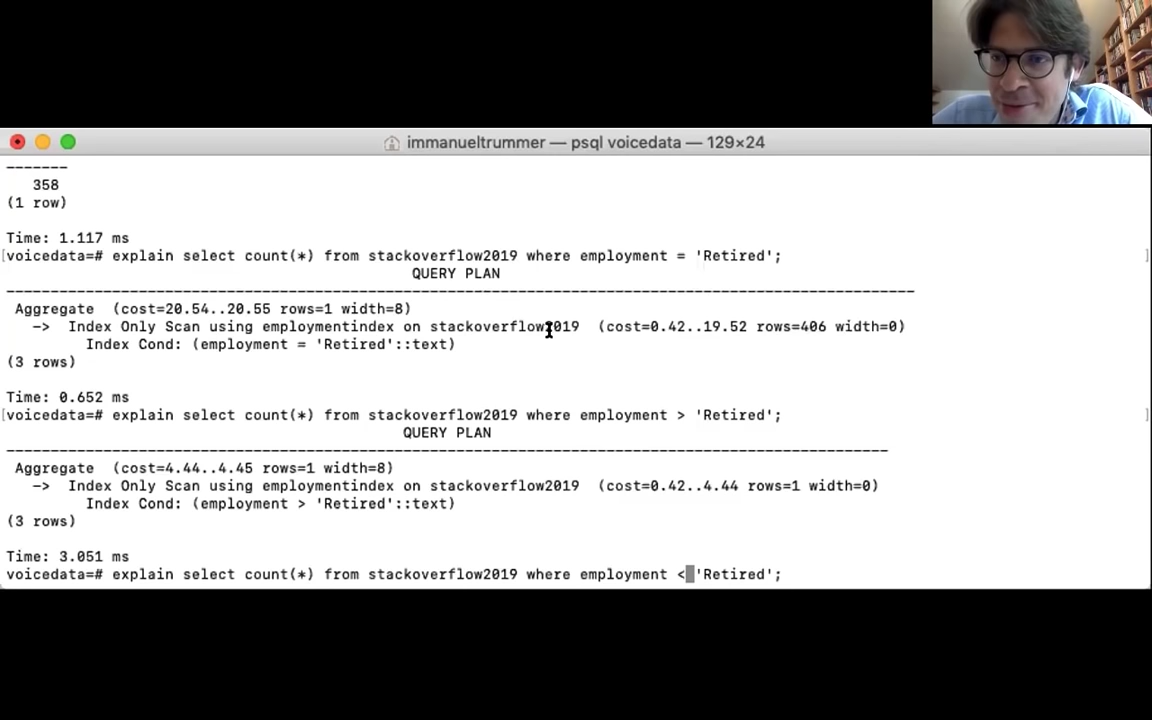 immanueltrummer — psql voicedata — 129×24
-------
358
(1 row)
Time: 1.117 ms
[voicedata=# explain select count(*) from stackoverflow2019 where employment = 'Retired'; ]
QUERY PLAN
-------------------------------------------------------------------------------------------------------
Aggregate  (cost=20.54..20.55 rows=1 width=8)
->  Index Only Scan using employmentindex on stackoverflow2019  (cost=0.42..19.52 rows=406 width=0)
Index Cond: (employment = 'Retired'::text)
(3 rows)
Time: 0.652 ms
[voicedata=# explain select count(*) from stackoverflow2019 where employment > 'Retired'; ]
QUERY PLAN
----------------------------------------------------------------------------------------------------
Aggregate  (cost=4.44..4.45 rows=1 width=8)
->  Index Only Scan using employmentindex on stackoverflow2019  (cost=0.42..4.44 rows=1 width=0)
Index Cond: (employment > 'Retired'::text)
(3 rows)
Time: 3.051 ms
voicedata=# explain select count(*) from stackoverflow2019 where employment < 'Retired';